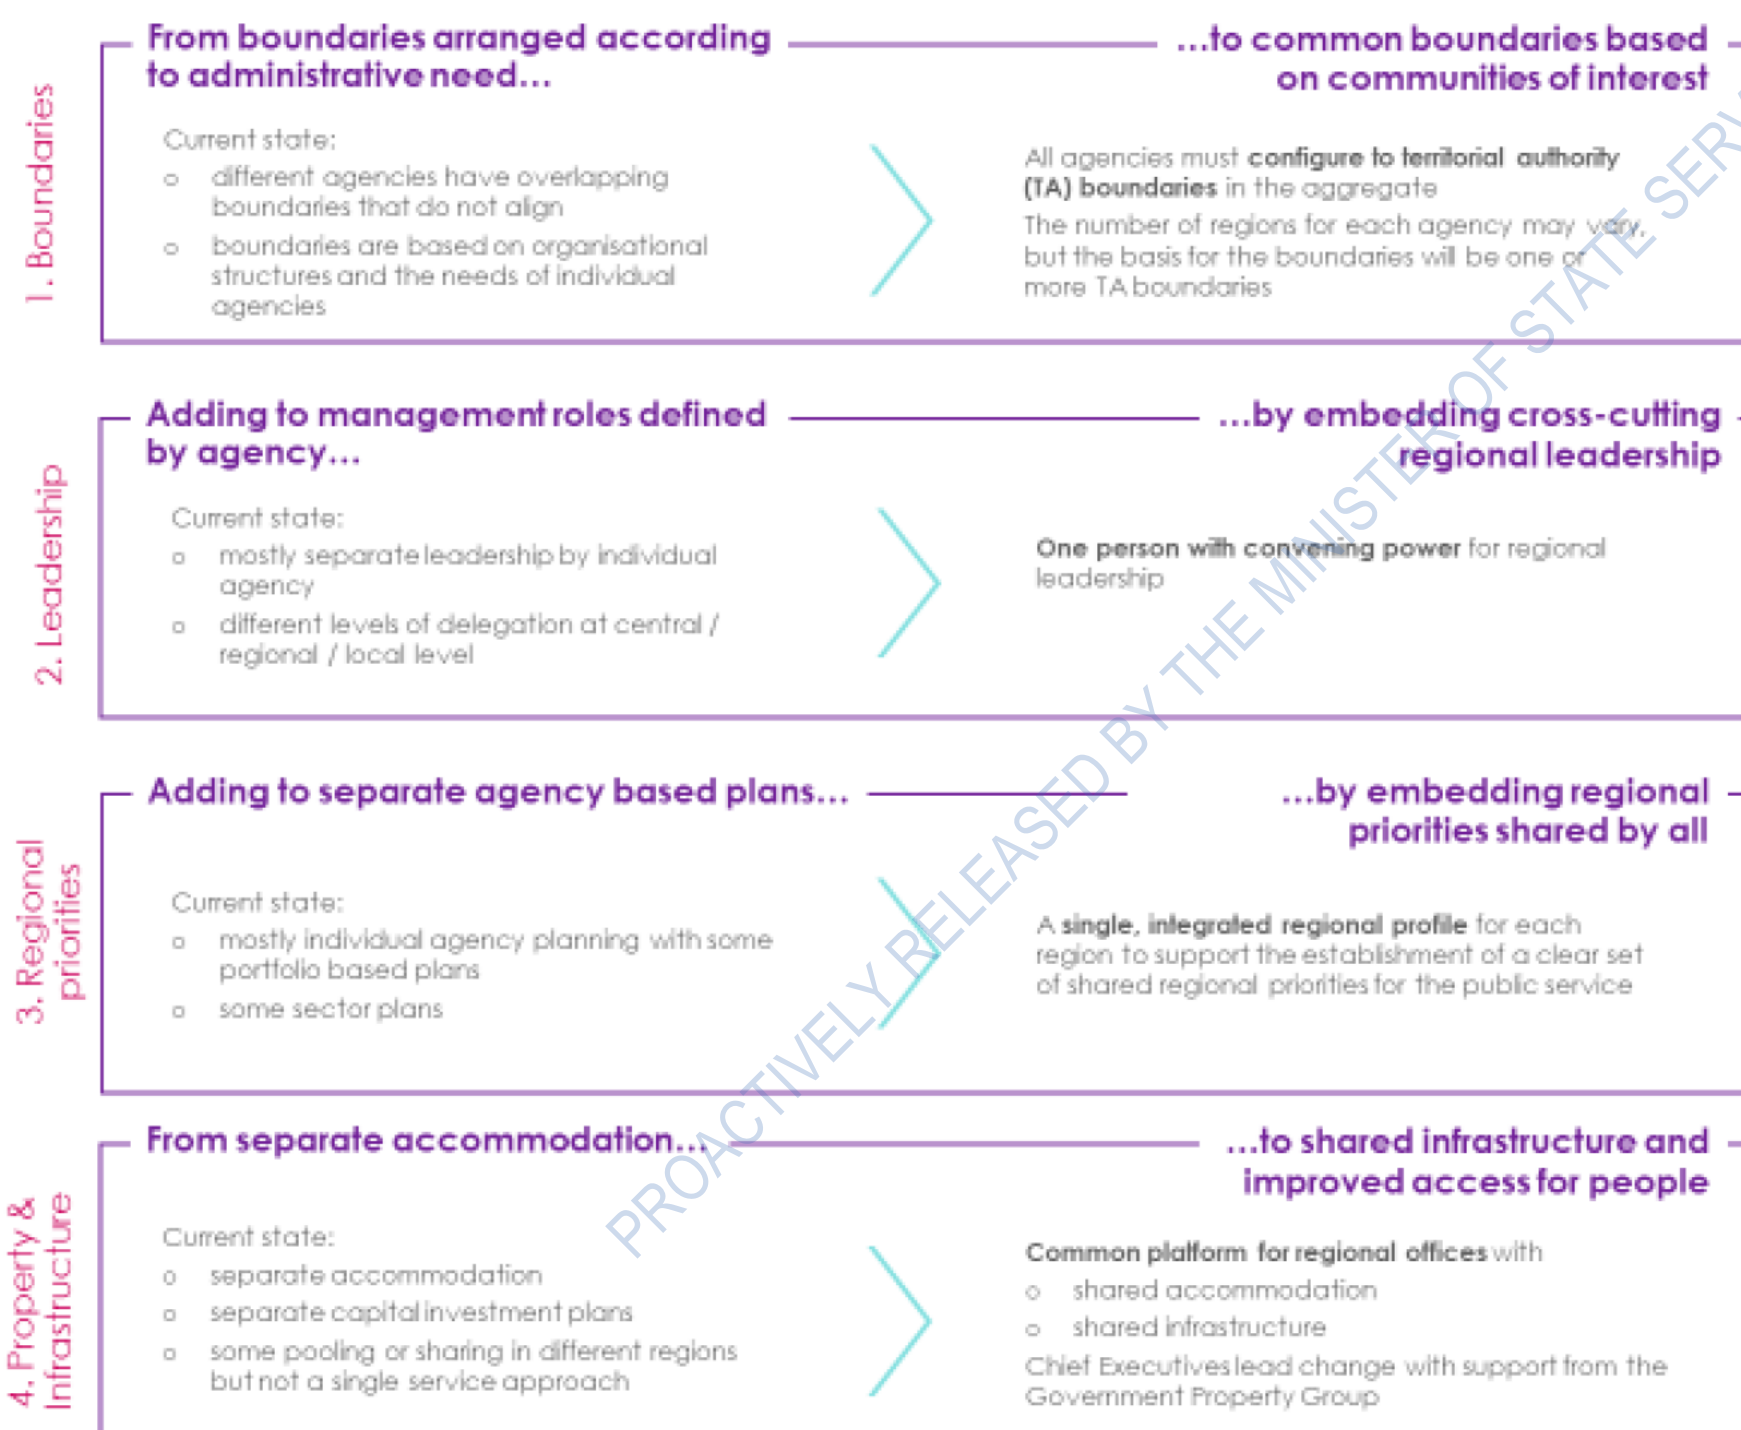 1. Boundaries
From boundaries arranged according
to administrative need...
...to common boundaries based
on communities of interest
Current state:
o different agencies have overlapping
boundaries that do not align
o boundaries are based on organisational
structures and the needs of individual
agencies
All agencies must configure to territorial authority
(TA) boundaries in the aggregate
The number of regions for each agency may vary,
but the basis for the boundaries will be one or
more TA boundaries
2. Leadership
Adding to management roles defined
by agency...
...by embedding cross-cutting
regional leadership
Current state:
o mostly separate leadership by individual
agency
o different levels of delegation at central /
regional / local level
One person with convening power for regional
leadership
3. Regional
priorities
Adding to separate agency based plans...
...by embedding regional
priorities shared by all
Current state:
o mostly individual agency planning with some
portfolio based plans
o some sector plans
A single, integrated regional profile for each
region to support the establishment of a clear set
of shared regional priorities for the public service
4. Property &
Infrastructure
From separate accommodation...
...to shared infrastructure and
improved access for people
Current state:
o separate accommodation
o separate capital investment plans
o some pooling or sharing in different regions
but not a single service approach
Common platform for regional offices with
o shared accommodation
o shared infrastructure
Chief Executives lead change with support from the
Government Property Group
PROACTIVELY RELEASED BY THE MINISTER OF STATE SERV